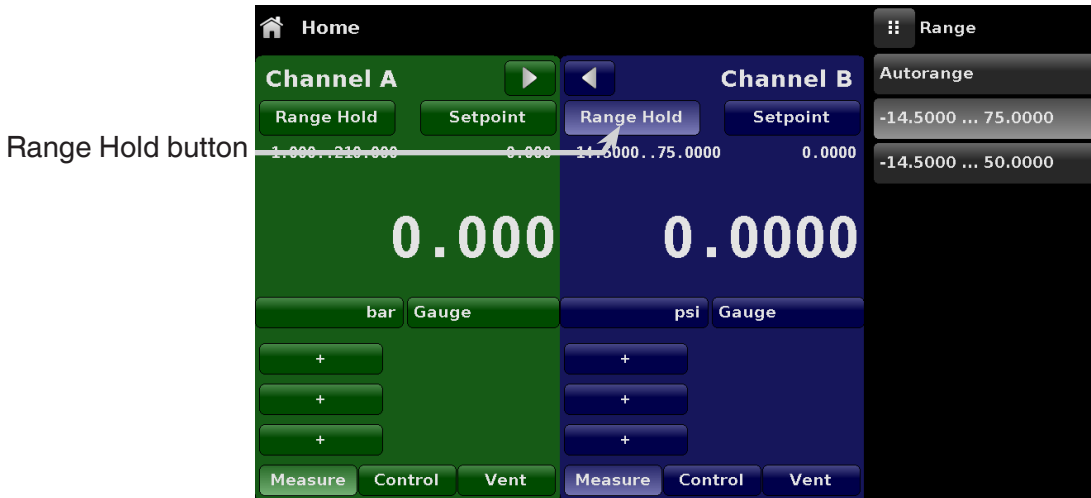 Range Hold button
Home
Channel A
Range Hold
Setpoint
0.000
0.000
bar
Gauge
+
+
+
Measure
Control
Vent
Channel B
Range Hold
Setpoint
0.0000
0.0000
psi
Gauge
+
+
+
Measure
Control
Vent
Range
Autorange
-14.5000 ... 75.0000
-14.5000 ... 50.0000